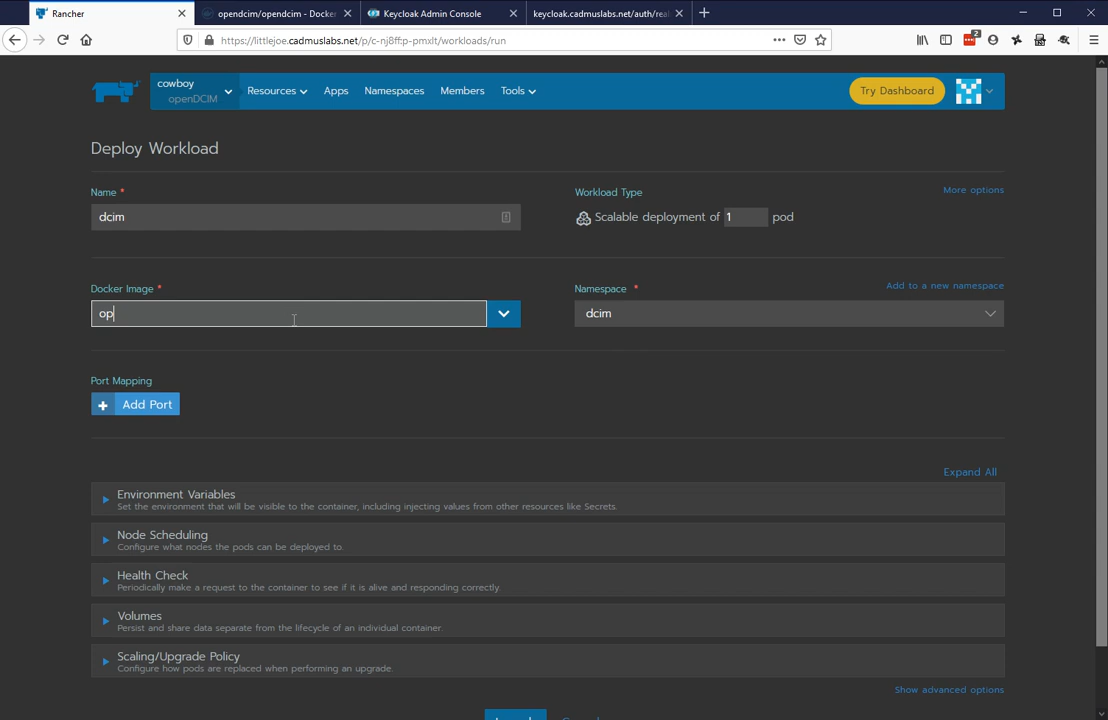 Rancher
opendcim/opendcim - Docker
Keycloak Admin Console
keycloak.cadmuslabs.net/auth/rea
https://littlejoe.cadmuslabs.net/p/c-nj8ff:p-pmxlt/workloads/run
2
cowboy
openDCIM
Resources
Apps
Namespaces
Members
Tools
Try Dashboard
Deploy Workload
Name *
Workload Type
More options
dcim
Scalable deployment of 1 pod
Docker Image *
Namespace *
Add to a new namespace
op
dcim
Port Mapping
Add Port
Expand All
Environment Variables
Set the environment that will be visible to the container, including injecting values from other resources like Secrets.
Node Scheduling
Configure what nodes the pods can be deployed to.
Health Check
Periodically make a request to the container to see if it is alive and responding correctly.
Volumes
Persist and share data separate from the lifecycle of an individual container.
Scaling/Upgrade Policy
Configure how pods are replaced when performing an upgrade.
Show advanced options